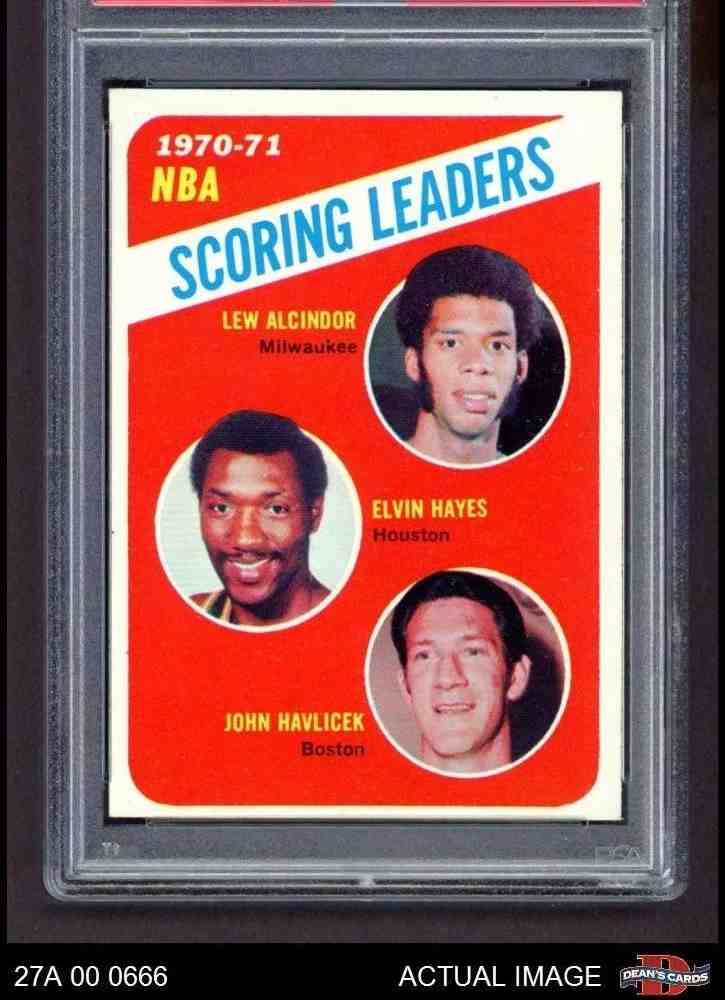 1970-71
NBA
SCORING LEADERS
LEW ALCINDOR
Milwaukee
ELVIN HAYES
Houston
JOHN HAVLICEK
Boston
PSA
27A 00 0666
ACTUAL IMAGE
DEAN'S CARDS